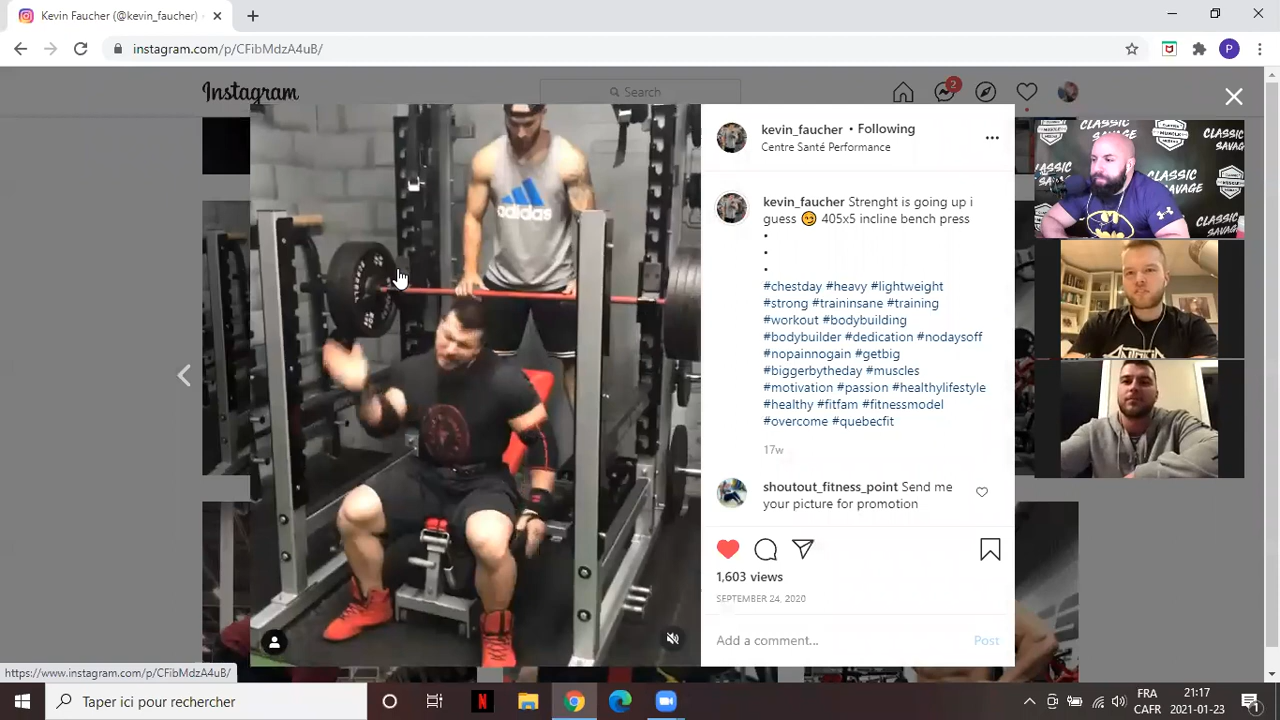 Kevin Faucher (@kevin_faucher)
instagram.com/p/CFibMdzA4uB/
P
Instagram
Search
2
kevin_faucher • Following
Centre Santé Performance
kevin_faucher Strenght is going up i
guess 😏 405x5 incline bench press
•
•
•
#chestday #heavy #lightweight
#strong #traininsane #training
#workout #bodybuilding
#bodybuilder #dedication #nodaysoff
#nopainnogain #getbig
#biggerbytheday #muscles
#motivation #passion #healthylifestyle
#healthy #fitfam #fitnessmodel
#overcome #quebecfit
17w
shoutout_fitness_point Send me
your picture for promotion
1,603 views
SEPTEMBER 24, 2020
Add a comment...
Post
adidas
CLASSIC
SAVAGE
CLASSIC
MUSCLE
https://www.instagram.com/p/CFibMdzA4uB/
Taper ici pour rechercher
N
FRA
CAFR
21:17
2021-01-23
1